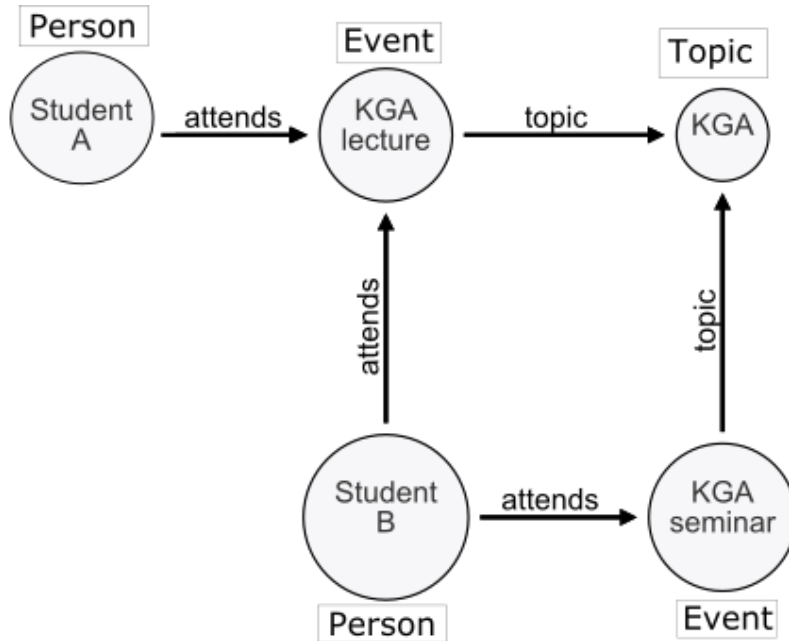 Person
Event
Topic
Student
A
attends
KGA
lecture
topic
KGA
attends
topic
Student
B
attends
KGA
seminar
Person
Event